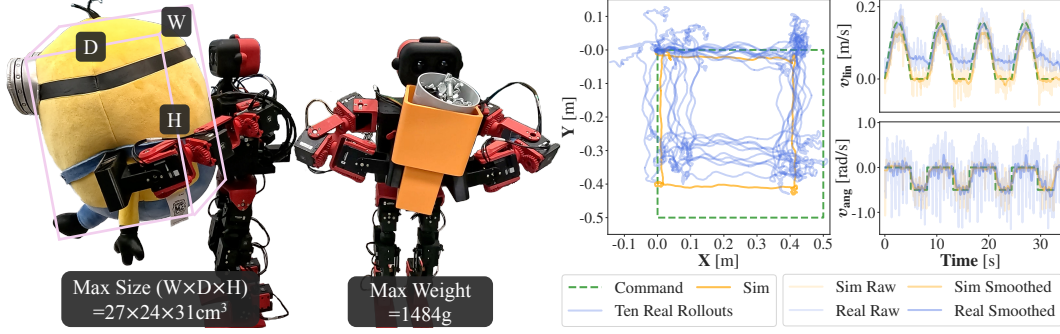 W
D
H
Max Size (W×D×H)
=27×24×31cm³
Max Weight
=1484g
0.1
-0.0
-0.1
-0.2
-0.3
-0.4
-0.5
Y [m]
-0.1
0.0
0.1
0.2
0.3
0.4
0.5
X [m]
Command
Sim
Ten Real Rollouts
0.2
0.0
v_lin [m/s]
0.0
-1.0
v_ang [rad/s]
0
10
20
30
Time [s]
Sim Raw
Sim Smoothed
Real Raw
Real Smoothed